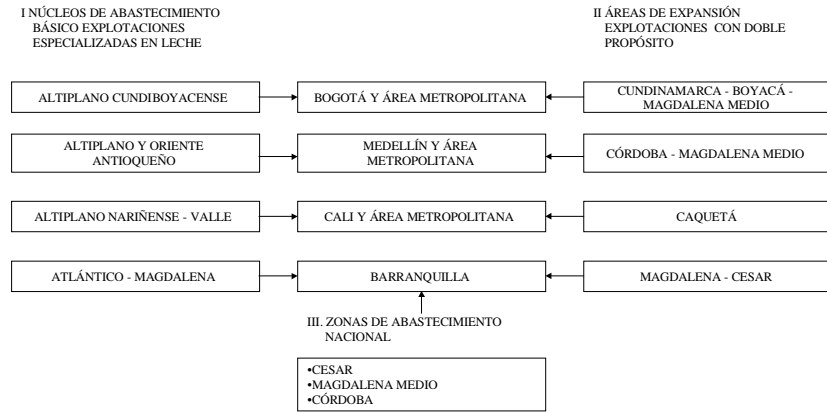 I NÚCLEOS DE ABASTECIMIENTO
BÁSICO EXPLOTACIONES
ESPECIALIZADAS EN LECHE
II ÁREAS DE EXPANSIÓN
EXPLOTACIONES CON DOBLE
PROPÓSITO
ALTIPLANO CUNDIBOYACENSE
BOGOTÁ Y ÁREA METROPOLITANA
CUNDINAMARCA - BOYACÁ -
MAGDALENA MEDIO
ALTIPLANO Y ORIENTE
ANTIOQUEÑO
MEDELLÍN Y ÁREA
METROPOLITANA
CÓRDOBA - MAGDALENA MEDIO
ALTIPLANO NARIÑENSE - VALLE
CALI Y ÁREA METROPOLITANA
CAQUETÁ
ATLÁNTICO - MAGDALENA
BARRANQUILLA
MAGDALENA - CESAR
III. ZONAS DE ABASTECIMIENTO
NACIONAL
•CESAR
•MAGDALENA MEDIO
•CÓRDOBA